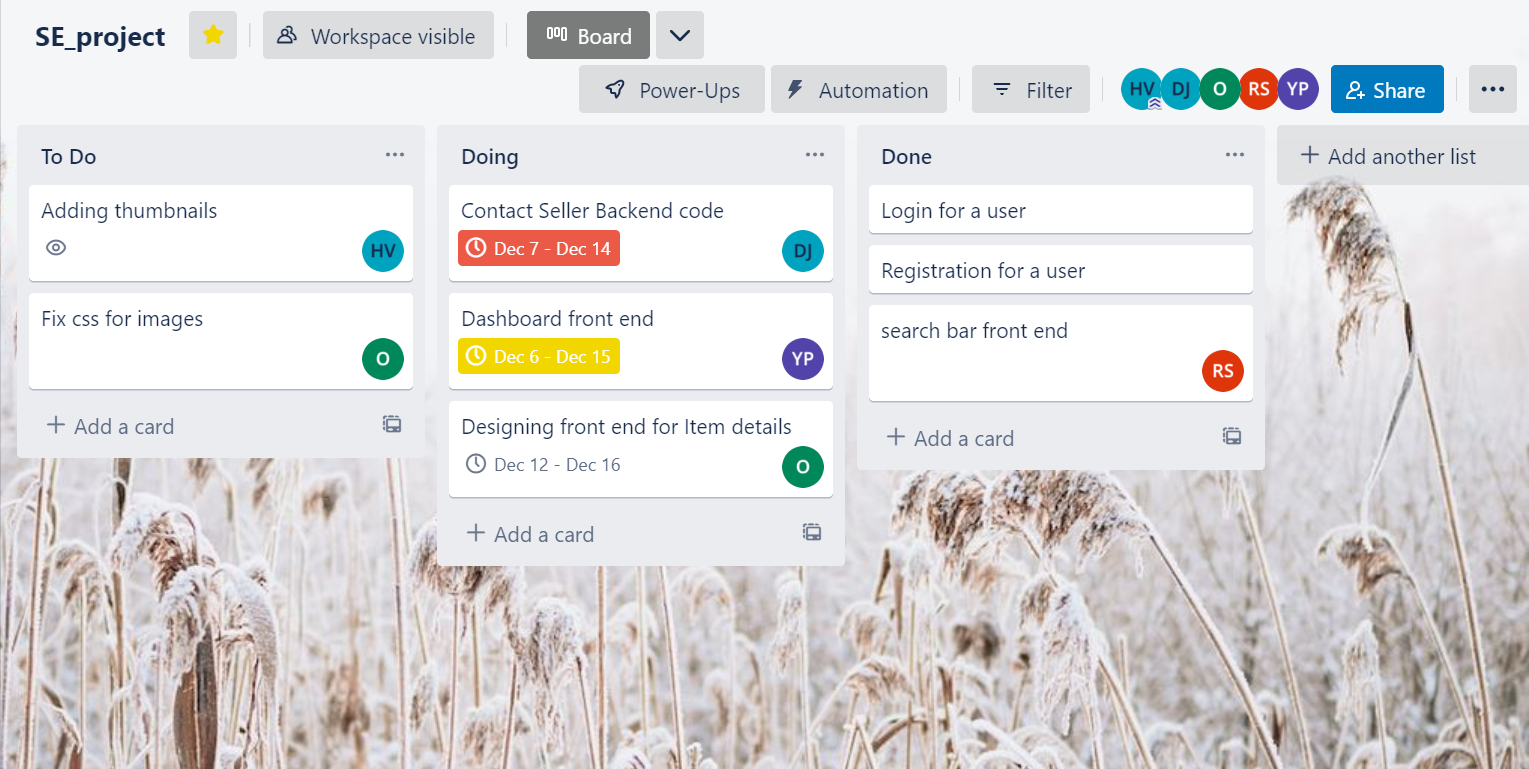 SE_project
Workspace visible
Board
Power-Ups
Automation
Filter
HV
DJ
O
RS
YP
Share
To Do
Adding thumbnails
HV
Fix css for images
O
Add a card
Doing
Contact Seller Backend code
Dec 7 - Dec 14
DJ
Dashboard front end
Dec 6 - Dec 15
YP
Designing front end for Item details
Dec 12 - Dec 16
O
Add a card
Done
Login for a user
Registration for a user
search bar front end
RS
Add a card
Add another list